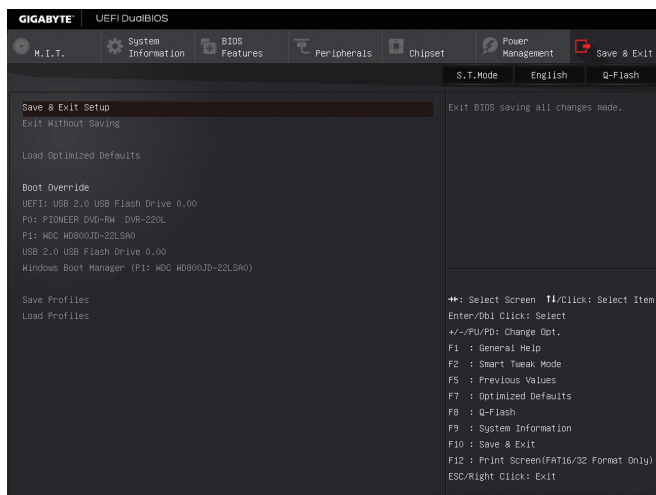 GIGABYTE™ UEFI DualBIOS
M.I.T.
System Information
BIOS Features
Peripherals
Chipset
Power Management
Save & Exit
S.T.Mode English Q-Flash
Save & Exit Setup
Exit Without Saving
Load Optimized Defaults
Boot Override
UEFI: USB 2.0 USB Flash Drive 0.00
P0: PIONEER DVD-RW DVR-220L
P1: WDC WD800JD-22LSA0
USB 2.0 USB Flash Drive 0.00
Windows Boot Manager (P1: WDC WD800JD-22LSA0)
Save Profiles
Load Profiles
Exit BIOS saving all changes made.
→←: Select Screen ↑↓/Click: Select Item
Enter/Dbl Click: Select
+/-/PU/PD: Change Opt.
F1 : General Help
F2 : Smart Tweak Mode
F5 : Previous Values
F7 : Optimized Defaults
F8 : Q-Flash
F9 : System Information
F10 : Save & Exit
F12 : Print Screen(FAT16/32 Format Only)
ESC/Right Click: Exit